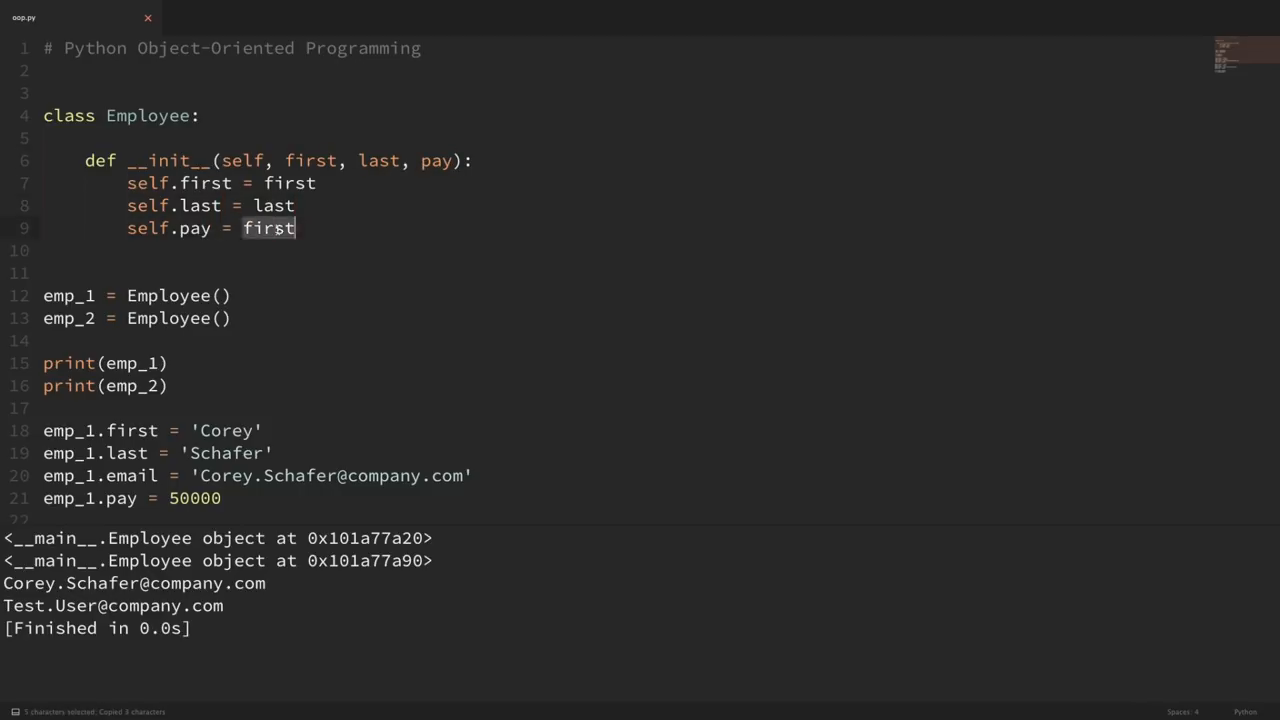 oop.py
1 # Python Object-Oriented Programming
2
3
4 class Employee:
5
6 def __init__(self, first, last, pay):
7 self.first = first
8 self.last = last
9 self.pay = first
10
11
12 emp_1 = Employee()
13 emp_2 = Employee()
14
15 print(emp_1)
16 print(emp_2)
17
18 emp_1.first = 'Corey'
19 emp_1.last = 'Schafer'
20 emp_1.email = 'Corey.Schafer@company.com'
21 emp_1.pay = 50000
22
<__main__.Employee object at 0x101a77a20>
<__main__.Employee object at 0x101a77a90>
Corey.Schafer@company.com
Test.User@company.com
[Finished in 0.0s]
5 characters selected; Copied 3 characters Spaces: 4 Python